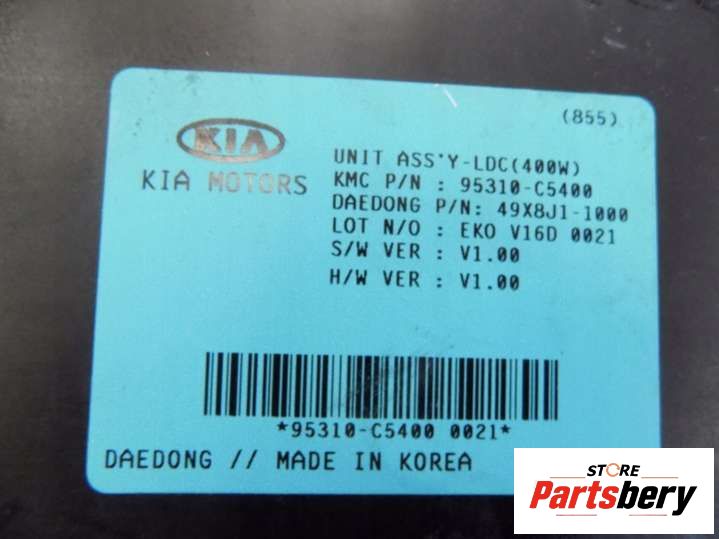 (855)
KIA
KIA MOTORS
UNIT ASS'Y-LDC(400W)
KMC P/N : 95310-C5400
DAEDONG P/N: 49X8J1-1000
LOT N/O : EKO V16D 0021
S/W VER : V1.00
H/W VER : V1.00
*95310-C5400 0021*
DAEDONG // MADE IN KOREA
STORE
Partsbery